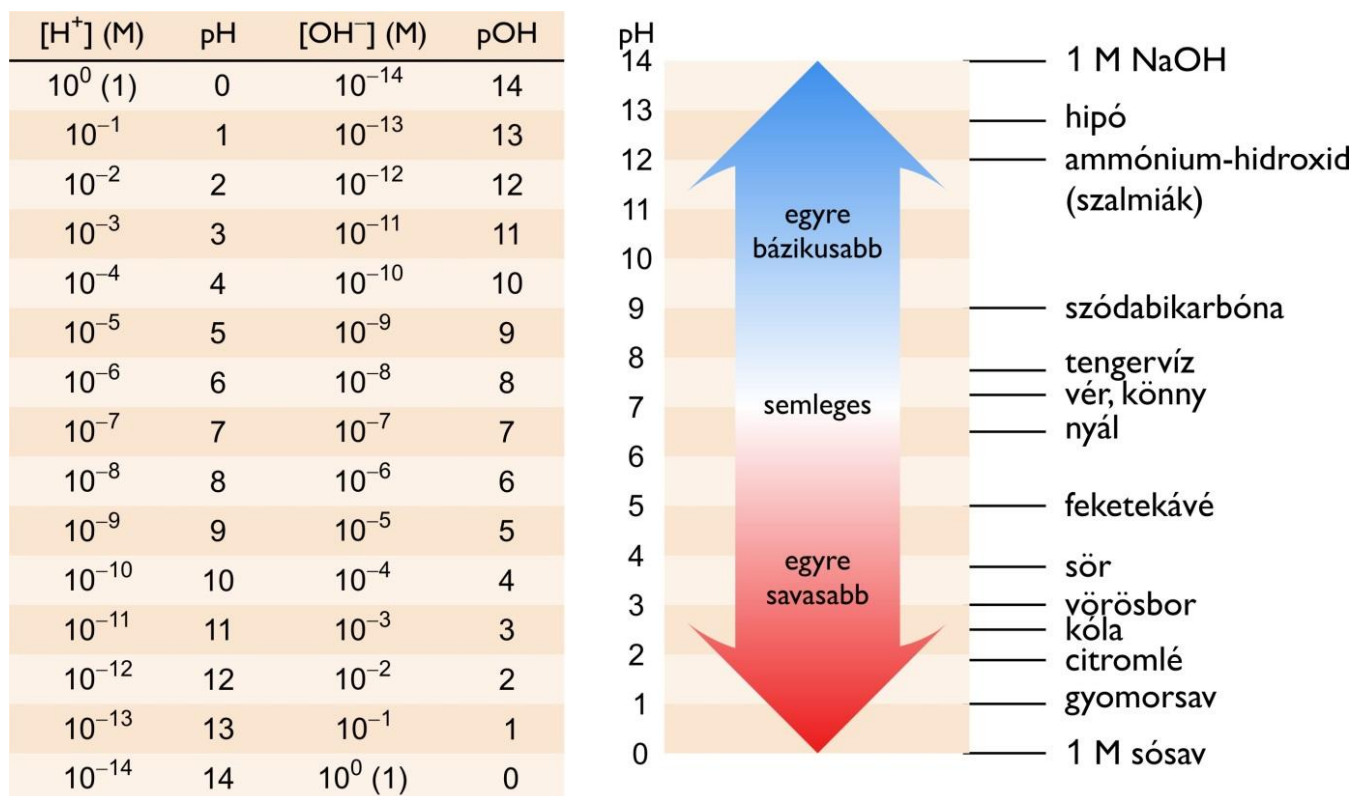 [H⁺] (M) pH [OH⁻] (M) pOH
10⁰ (1) 0 10⁻¹⁴ 14
10⁻¹ 1 10⁻¹³ 13
10⁻² 2 10⁻¹² 12
10⁻³ 3 10⁻¹¹ 11
10⁻⁴ 4 10⁻¹⁰ 10
10⁻⁵ 5 10⁻⁹ 9
10⁻⁶ 6 10⁻⁸ 8
10⁻⁷ 7 10⁻⁷ 7
10⁻⁸ 8 10⁻⁶ 6
10⁻⁹ 9 10⁻⁵ 5
10⁻¹⁰ 10 10⁻⁴ 4
10⁻¹¹ 11 10⁻³ 3
10⁻¹² 12 10⁻² 2
10⁻¹³ 13 10⁻¹ 1
10⁻¹⁴ 14 10⁰ (1) 0
pH
14
13
12
11
10
9
8
7
6
5
4
3
2
1
0
egyre
bázikusabb
semleges
egyre
savasabb
1 M NaOH
hipó
ammónium-hidroxid
(szalmiák)
szódabikarbóna
tengervíz
vér, könny
nyál
feketekávé
sör
vörösbor
kóla
citromlé
gyomorsav
1 M sósav